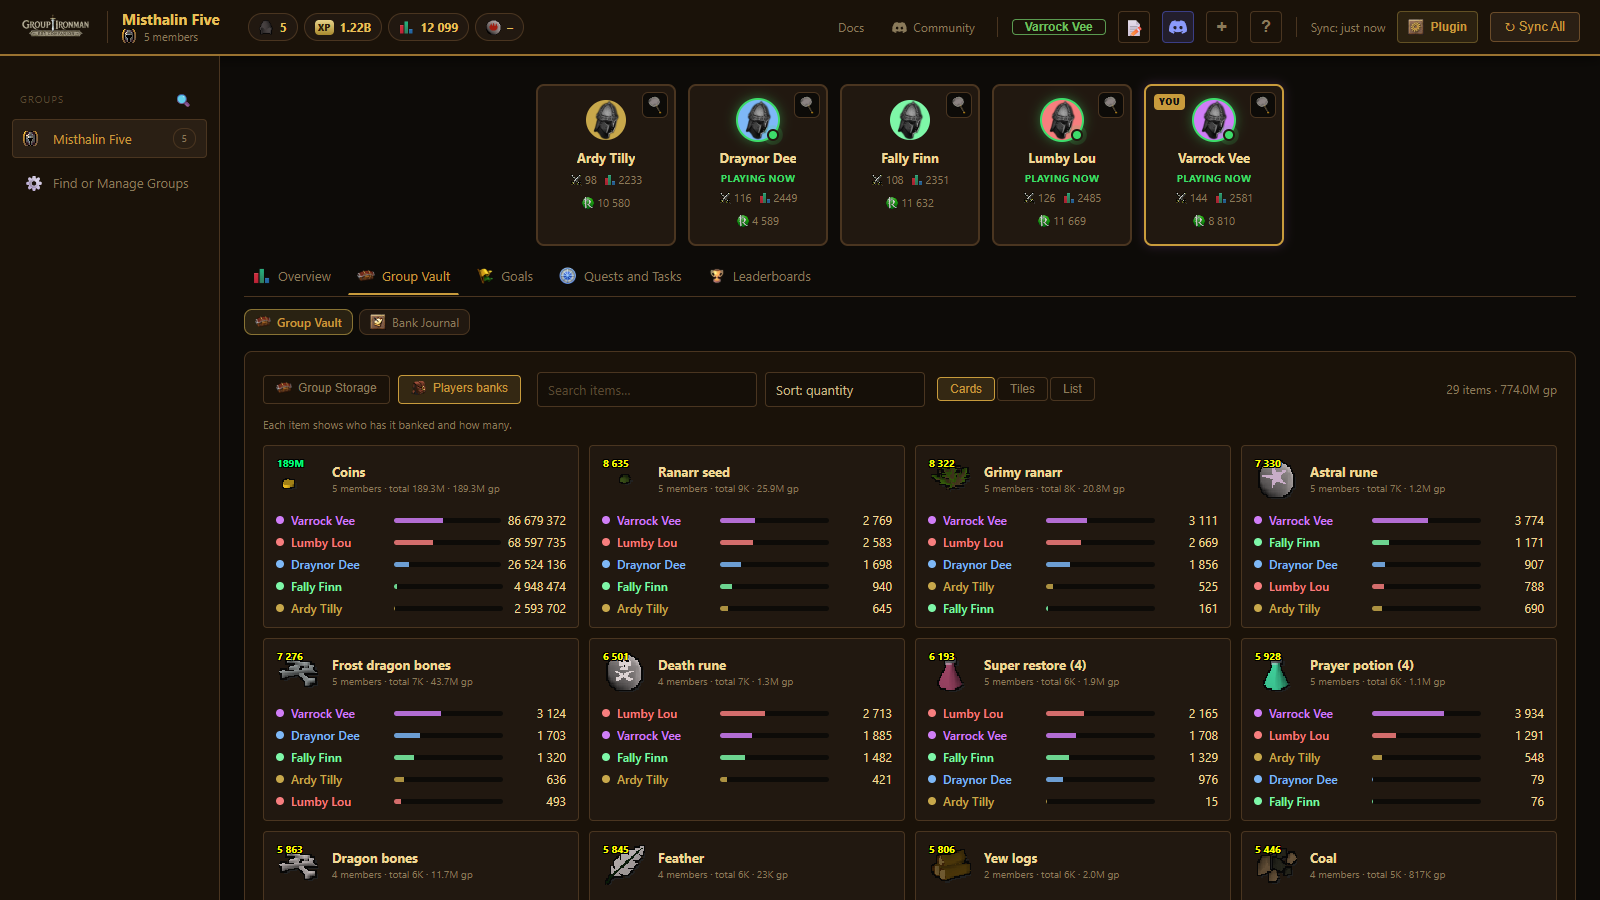 GROUP IRONMAN
Misthalin Five
5 members
5
XP 1.22B
12 099
–
Docs
Community
Varrock Vee
+
?
Sync: just now
Plugin
↻ Sync All
GROUPS
Misthalin Five
5
Find or Manage Groups
Ardy Tilly
98 2233
10 580
Draynor Dee
PLAYING NOW
116 2449
4 589
Fally Finn
108 2351
11 632
Lumby Lou
PLAYING NOW
126 2485
11 669
YOU
Varrock Vee
PLAYING NOW
144 2581
8 810
Overview
Group Vault
Goals
Quests and Tasks
Leaderboards
Group Vault
Bank Journal
Group Storage
Players banks
Search items...
Sort: quantity
Cards
Tiles
List
29 items · 774.0M gp
Each item shows who has it banked and how many.
189M
Coins
5 members · total 189.3M · 189.3M gp
Varrock Vee 86 679 372
Lumby Lou 68 597 735
Draynor Dee 26 524 136
Fally Finn 4 948 474
Ardy Tilly 2 593 702
8 635
Ranarr seed
5 members · total 9K · 25.9M gp
Varrock Vee 2 769
Lumby Lou 2 583
Draynor Dee 1 698
Fally Finn 940
Ardy Tilly 645
8 322
Grimy ranarr
5 members · total 8K · 20.8M gp
Varrock Vee 3 111
Lumby Lou 2 669
Draynor Dee 1 856
Ardy Tilly 525
Fally Finn 161
7 330
Astral rune
5 members · total 7K · 1.2M gp
Varrock Vee 3 774
Fally Finn 1 171
Draynor Dee 907
Lumby Lou 788
Ardy Tilly 690
7 276
Frost dragon bones
5 members · total 7K · 43.7M gp
Varrock Vee 3 124
Draynor Dee 1 703
Fally Finn 1 320
Ardy Tilly 636
Lumby Lou 493
6 501
Death rune
4 members · total 7K · 1.3M gp
Lumby Lou 2 713
Varrock Vee 1 885
Fally Finn 1 482
Ardy Tilly 421
6 193
Super restore (4)
5 members · total 6K · 1.9M gp
Lumby Lou 2 165
Varrock Vee 1 708
Fally Finn 1 329
Draynor Dee 976
Ardy Tilly 15
5 928
Prayer potion (4)
5 members · total 6K · 1.1M gp
Varrock Vee 3 934
Lumby Lou 1 291
Ardy Tilly 548
Draynor Dee 79
Fally Finn 76
5 863
Dragon bones
4 members · total 6K · 11.7M gp
5 845
Feather
4 members · total 6K · 23K gp
5 806
Yew logs
2 members · total 6K · 2.0M gp
5 446
Coal
4 members · total 5K · 817K gp